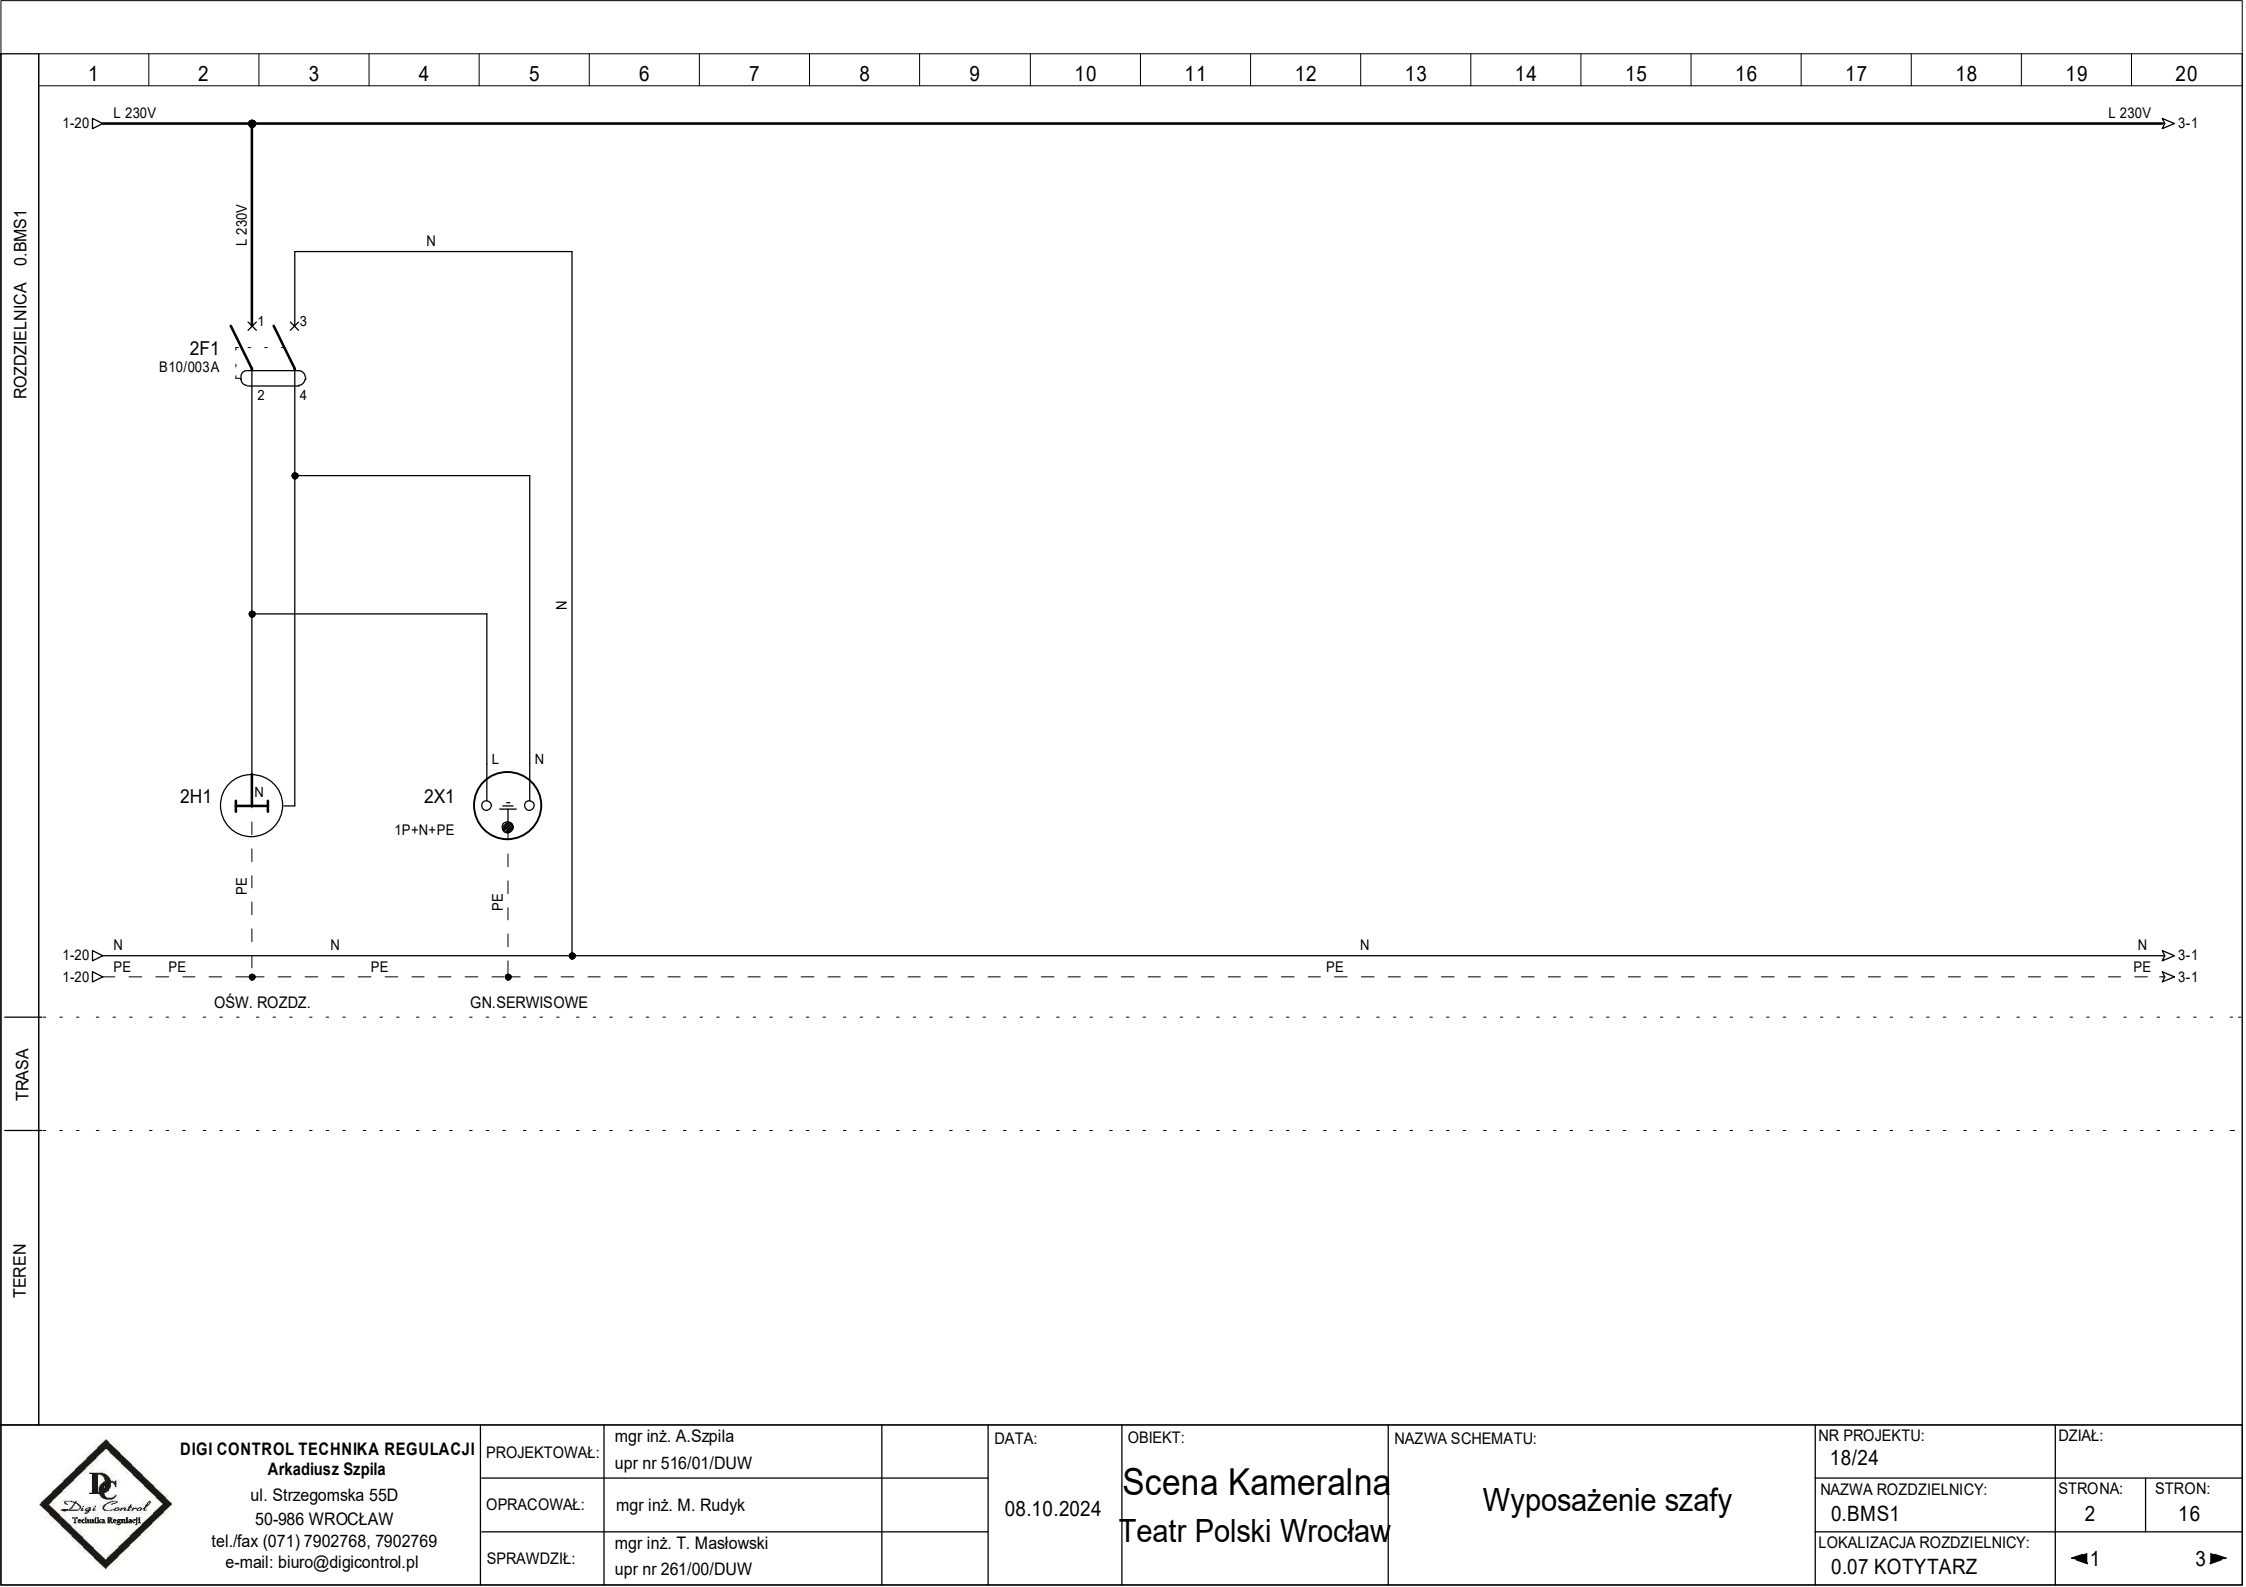 1 2 3 4 5 6 7 8 9 10 11 12 13 14 15 16 17 18 19 20
1-20 L 230V L 230V 3-1
ROZDZIELNICA 0.BMS1
L 230V
N
1 3
2F1
B10/003A
2 4
N
L N
2H1 N 2X1
1P+N+PE
PE PE
1-20 N N N N 3-1
1-20 PE PE PE PE PE 3-1
OŚW. ROZDZ. GN.SERWISOWE
TRASA
TEREN
DC
Digi Control
Technika Regulacji
DIGI CONTROL TECHNIKA REGULACJI
Arkadiusz Szpila
ul. Strzegomska 55D
50-986 WROCŁAW
tel./fax (071) 7902768, 7902769
e-mail: biuro@digicontrol.pl
PROJEKTOWAŁ:
mgr inż. A.Szpila
upr nr 516/01/DUW
OPRACOWAŁ:
mgr inż. M. Rudyk
SPRAWDZIŁ:
mgr inż. T. Masłowski
upr nr 261/00/DUW
DATA:
08.10.2024
OBIEKT:
Scena Kameralna
Teatr Polski Wrocław
NAZWA SCHEMATU:
Wyposażenie szafy
NR PROJEKTU:
18/24
DZIAŁ:
NAZWA ROZDZIELNICY:
0.BMS1
STRONA:
2
STRON:
16
LOKALIZACJA ROZDZIELNICY:
0.07 KOTYTARZ
1 3